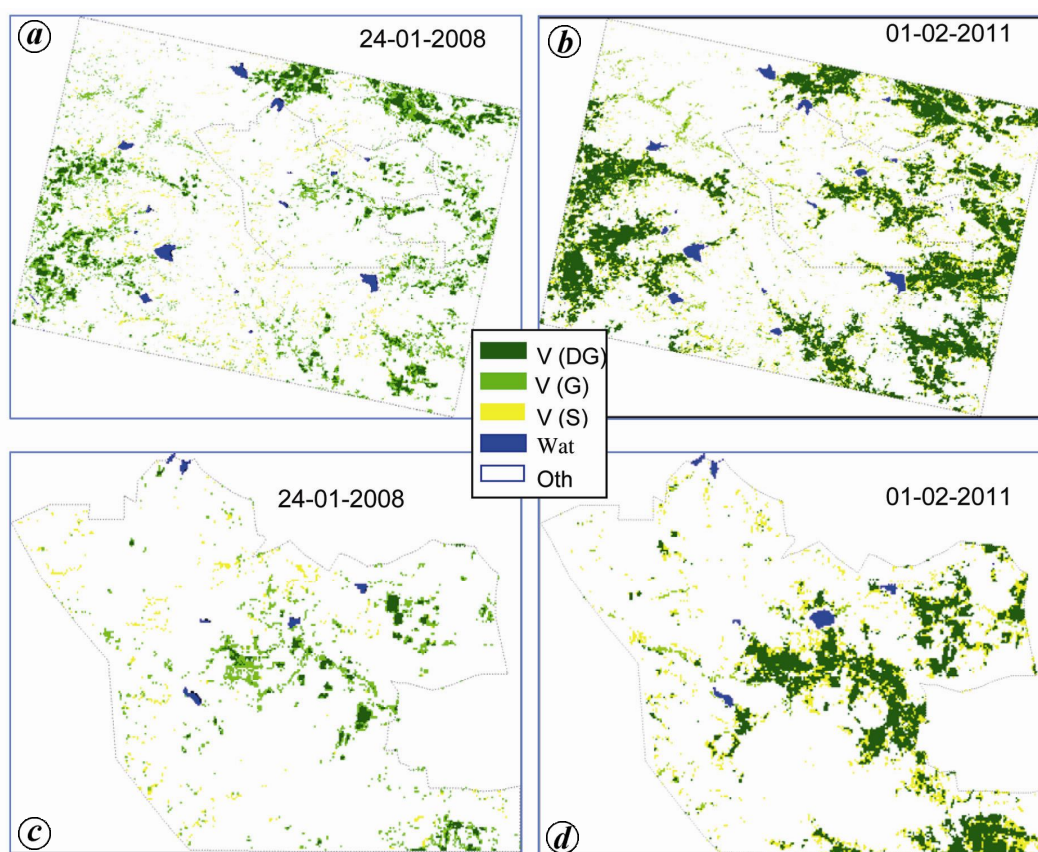 a
24-01-2008
b
01-02-2011
V (DG)
V (G)
V (S)
Wat
Oth
24-01-2008
01-02-2011
c
d